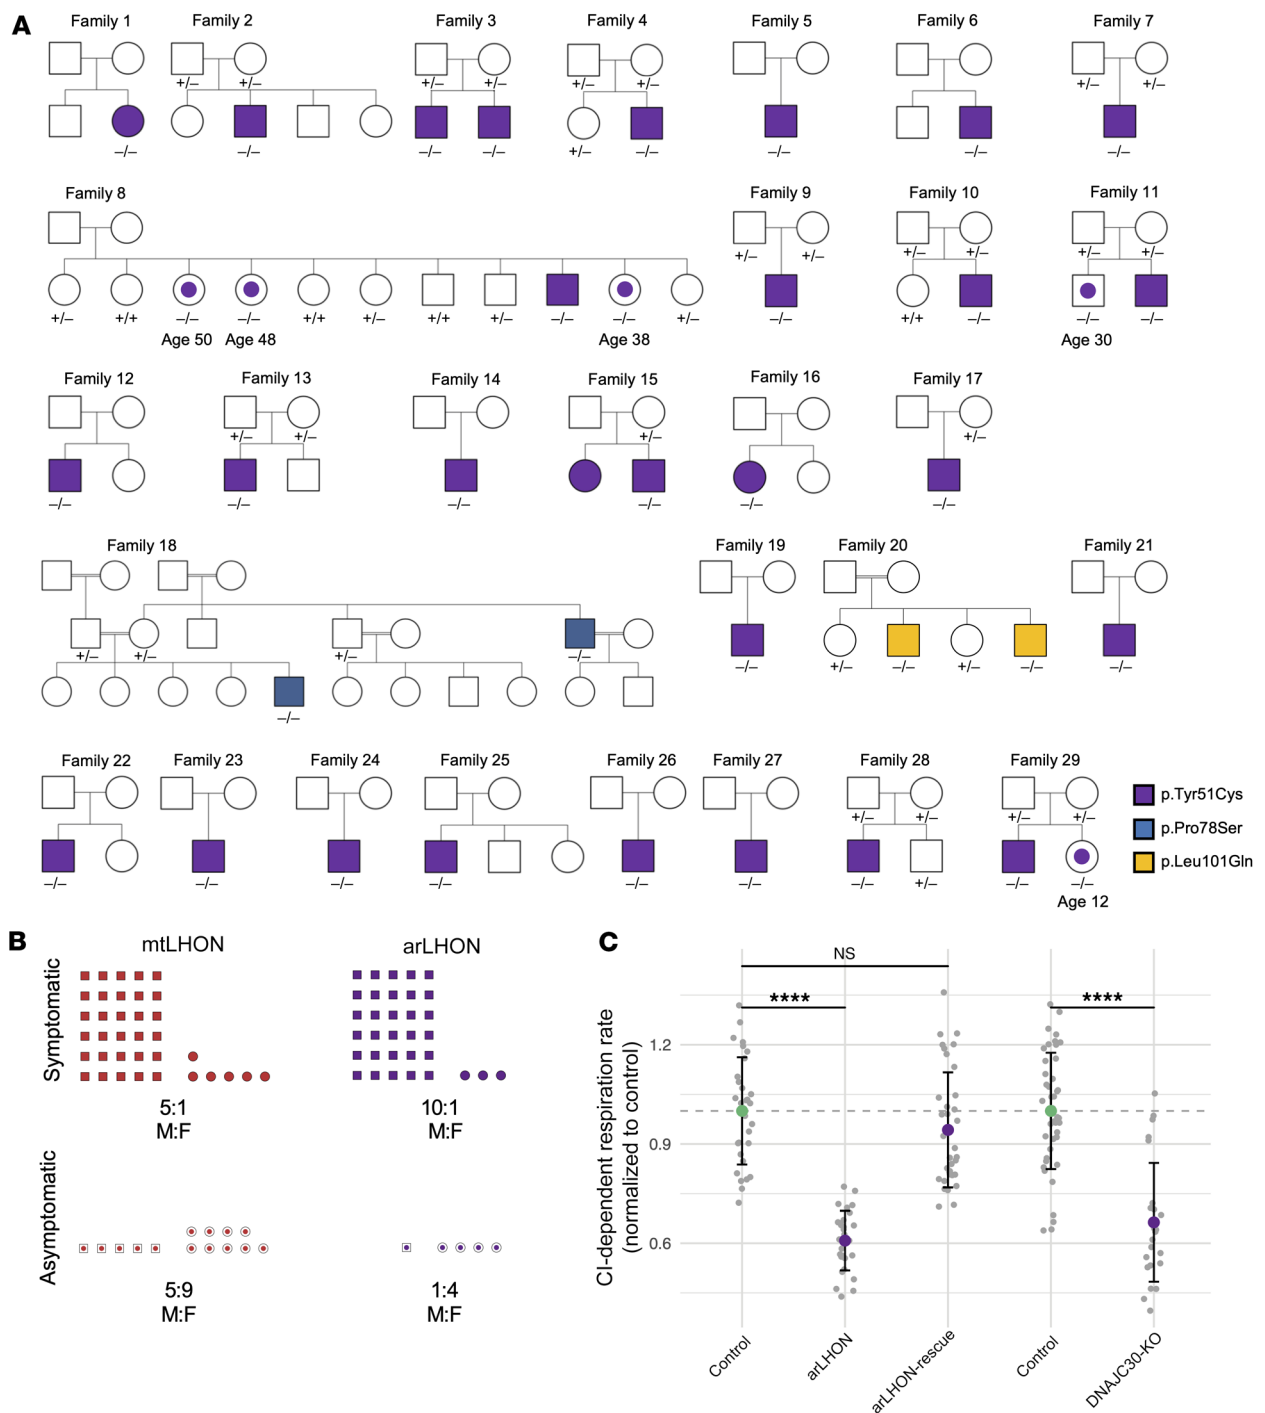 A
Family 1 Family 2 Family 3 Family 4 Family 5 Family 6 Family 7
+/– +/– +/– +/– +/– +/– +/– +/–
–/– –/– –/– –/– +/– –/– –/– –/– –/–
Family 8 Family 9 Family 10 Family 11
+/– +/– +/– +/– +/– +/–
+/– +/+ –/– –/– +/+ +/– +/+ +/– –/– –/– +/– –/– +/+ –/– –/– –/–
Age 50 Age 48 Age 38 Age 30
Family 12 Family 13 Family 14 Family 15 Family 16 Family 17
+/– +/– +/– +/–
–/– –/– –/– –/– –/– –/–
Family 18 Family 19 Family 20 Family 21
+/– +/– +/– –/– –/– +/– –/– +/– –/– –/–
–/–
Family 22 Family 23 Family 24 Family 25 Family 26 Family 27 Family 28 Family 29
+/– +/– +/– +/–
–/– –/– –/– –/– –/– –/– –/– +/– –/– –/–
Age 12
p.Tyr51Cys
p.Pro78Ser
p.Leu101Gln
B
mtLHON arLHON
Symptomatic
5:1 10:1
M:F M:F
Asymptomatic
5:9 1:4
M:F M:F
C
CI-dependent respiration rate
(normalized to control)
NS
**** ****
1.2
0.9
0.6
Control arLHON arLHON-rescue Control DNAJC30-KO